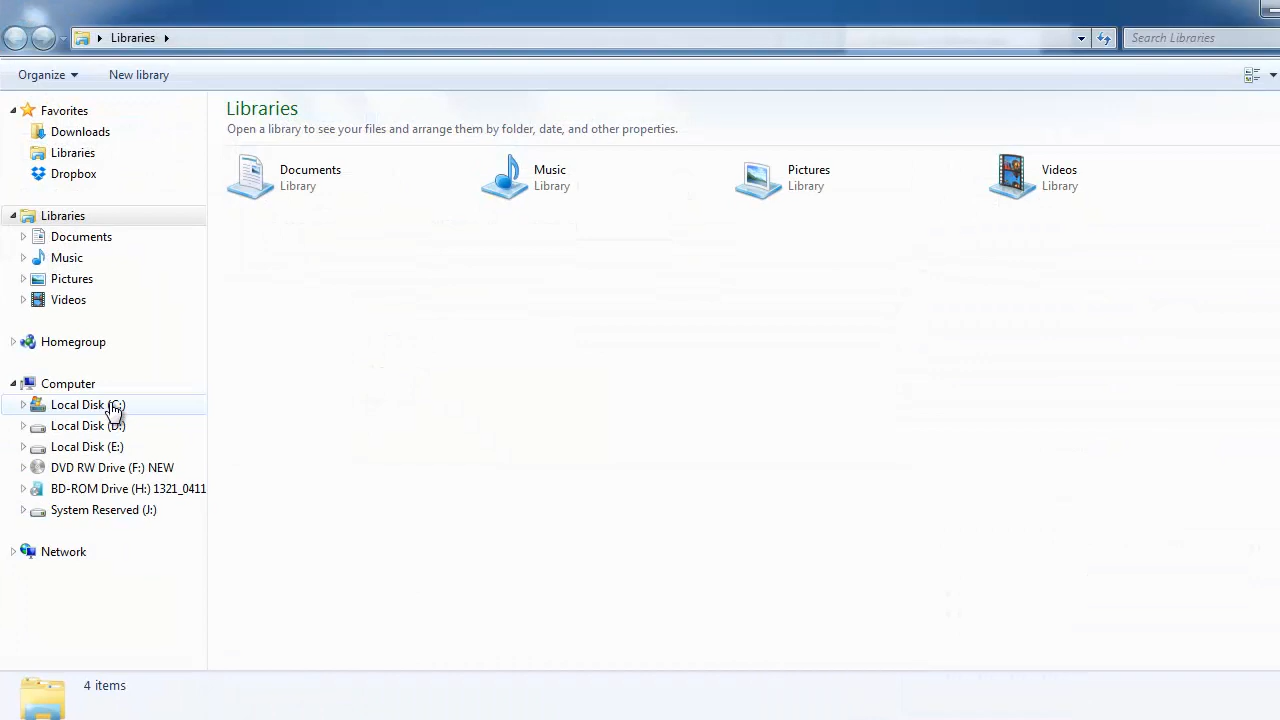 Libraries
Search Libraries
Organize
New library
Favorites
Downloads
Libraries
Dropbox
Libraries
Documents
Music
Pictures
Videos
Homegroup
Computer
Local Disk (C:)
Local Disk (D:)
Local Disk (E:)
DVD RW Drive (F:) NEW
BD-ROM Drive (H:) 1321_0411
System Reserved (J:)
Network
Libraries
Open a library to see your files and arrange them by folder, date, and other properties.
Documents
Library
Music
Library
Pictures
Library
Videos
Library
4 items